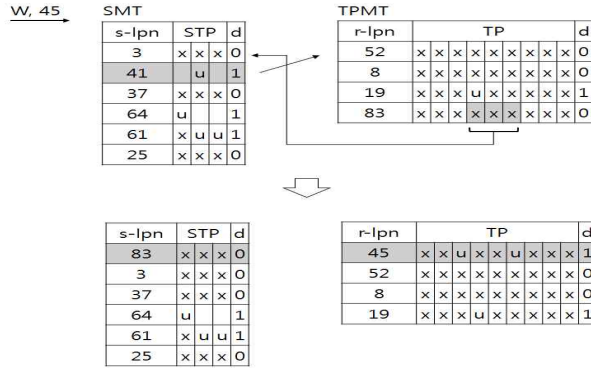 W, 45 SMT TPMT
s-lpn STP d
3 x x x 0
41 u 1
37 x x x 0
64 u 1
61 x u u 1
25 x x x 0
r-lpn TP d
52 x x x x x x x x x 0
8 x x x x x x x x x 0
19 x x x u x x x x x 1
83 x x x x x x x x x 0
s-lpn STP d
83 x x x 0
3 x x x 0
37 x x x 0
64 u 1
61 x u u 1
25 x x x 0
r-lpn TP d
45 x x u x x u x x x 1
52 x x x x x x x x x 0
8 x x x x x x x x x 0
19 x x x u x x x x x 1